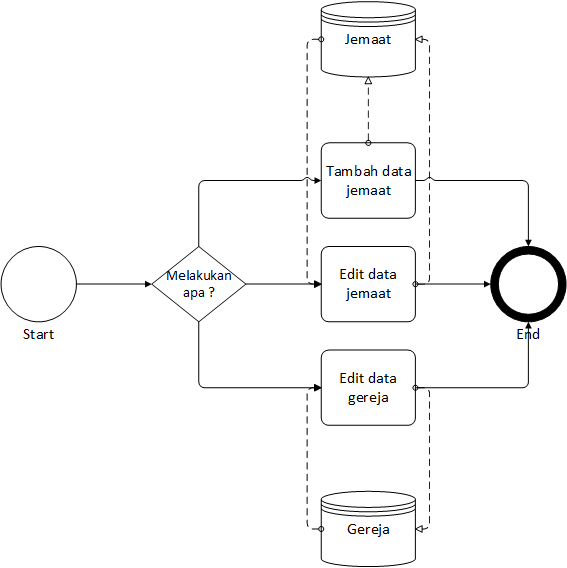 Jemaat
Tambah data
jemaat
Melakukan
apa ?
Edit data
jemaat
Start
End
Edit data
gereja
Gereja